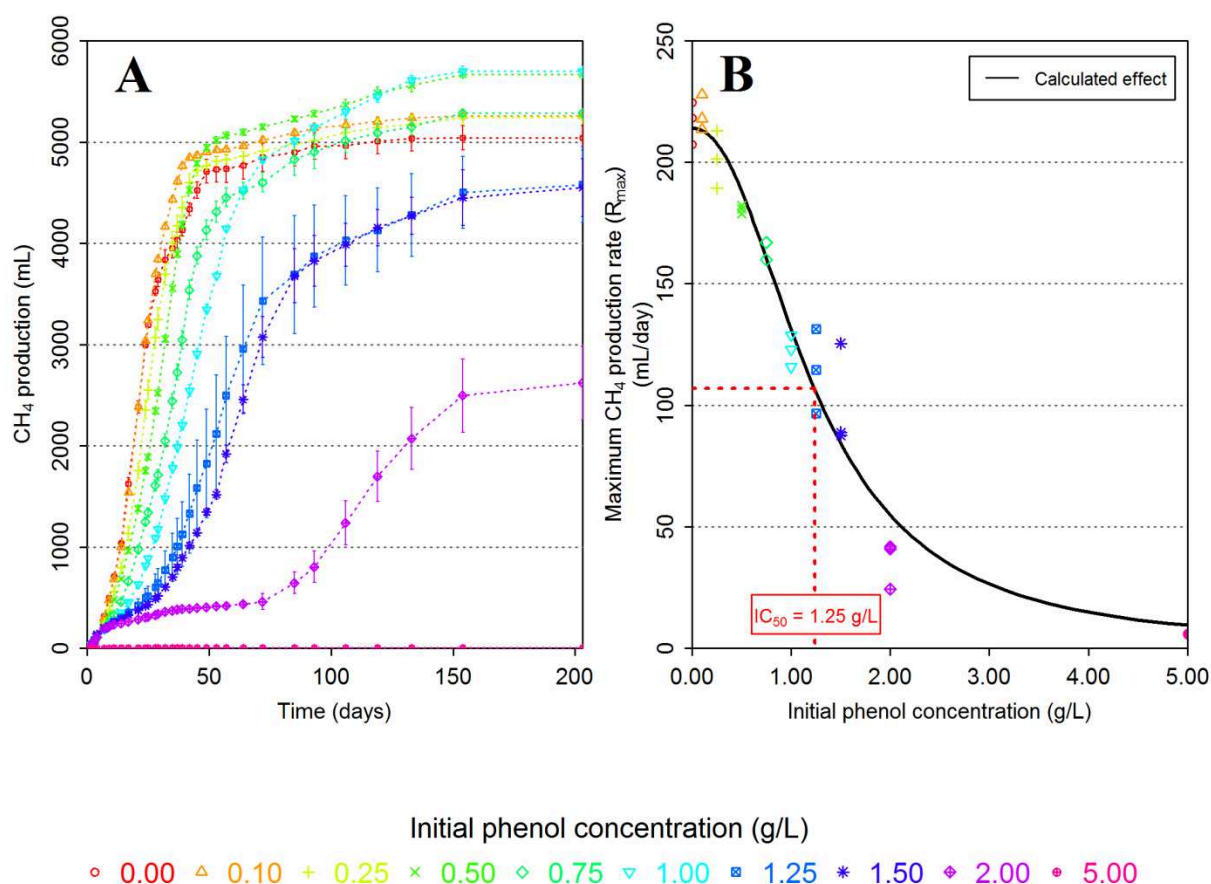 A
CH₄ production (mL)
6000
5000
4000
3000
2000
1000
0
0 50 100 150 200
Time (days)
B
Calculated effect
Maximum CH₄ production rate (Rmax)
(mL/day)
250
200
150
100
50
0
IC₅₀ = 1.25 g/L
0.00 1.00 2.00 3.00 4.00 5.00
Initial phenol concentration (g/L)
Initial phenol concentration (g/L)
0.00 0.10 0.25 0.50 0.75 1.00 1.25 1.50 2.00 5.00